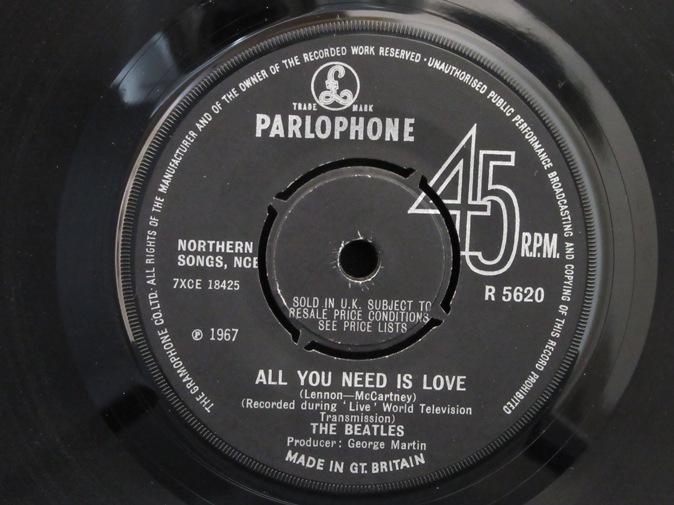 THE GRAMOPHONE CO.LTD. ALL RIGHTS OF THE MANUFACTURER AND OF THE OWNER OF THE RECORDED WORK RESERVED · UNAUTHORISED PUBLIC PERFORMANCE BROADCASTING AND COPYING OF THIS RECORD PROHIBITED
£
TRADE MARK
PARLOPHONE
45 R.P.M.
NORTHERN
SONGS, NCB
7XCE 18425
R 5620
℗ 1967
SOLD IN U.K. SUBJECT TO
RESALE PRICE CONDITIONS
SEE PRICE LISTS
ALL YOU NEED IS LOVE
(Lennon—McCartney)
(Recorded during 'Live' World Television
Transmission)
THE BEATLES
Producer: George Martin
MADE IN GT. BRITAIN